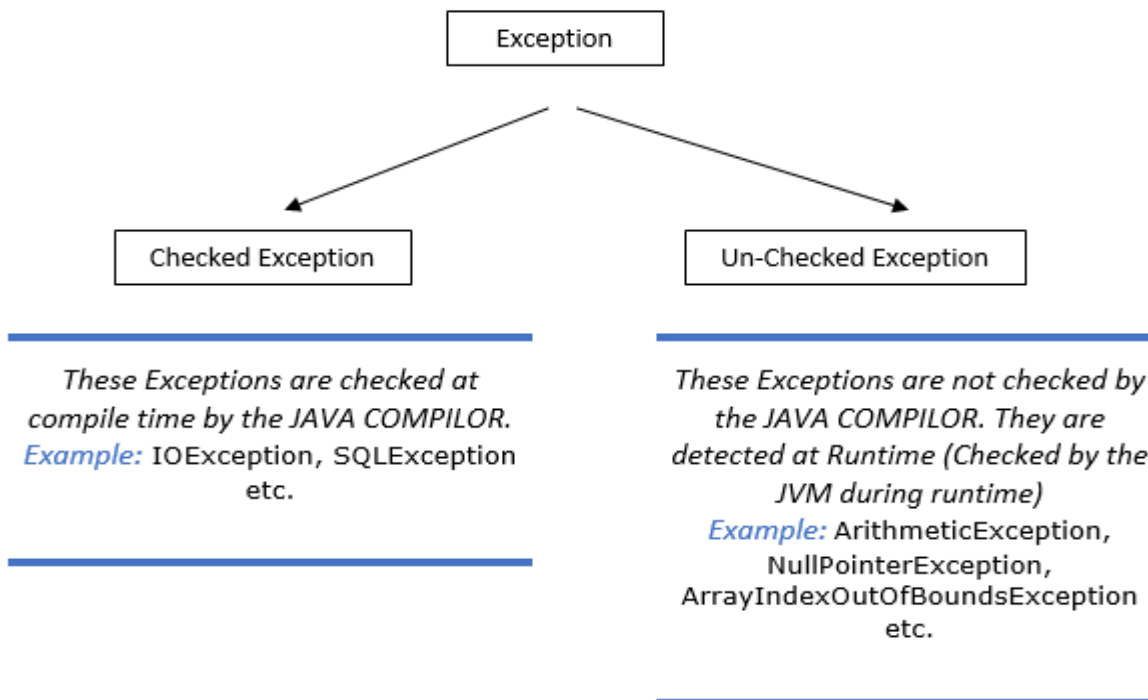 Exception
Checked Exception
Un-Checked Exception
These Exceptions are checked at
compile time by the JAVA COMPILOR.
Example: IOException, SQLException
etc.
These Exceptions are not checked by
the JAVA COMPILOR. They are
detected at Runtime (Checked by the
JVM during runtime)
Example: ArithmeticException,
NullPointerException,
ArrayIndexOutOfBoundsException
etc.